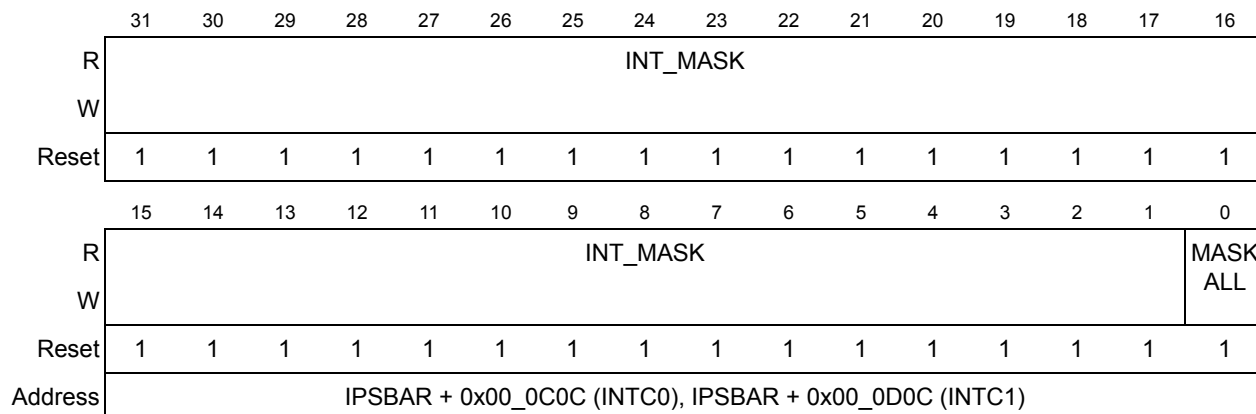 31 30 29 28 27 26 25 24 23 22 21 20 19 18 17 16
R INT_MASK
W
Reset 1 1 1 1 1 1 1 1 1 1 1 1 1 1 1 1
15 14 13 12 11 10 9 8 7 6 5 4 3 2 1 0
R INT_MASK MASK
W ALL
Reset 1 1 1 1 1 1 1 1 1 1 1 1 1 1 1 1
Address IPSBAR + 0x00_0C0C (INTC0), IPSBAR + 0x00_0D0C (INTC1)